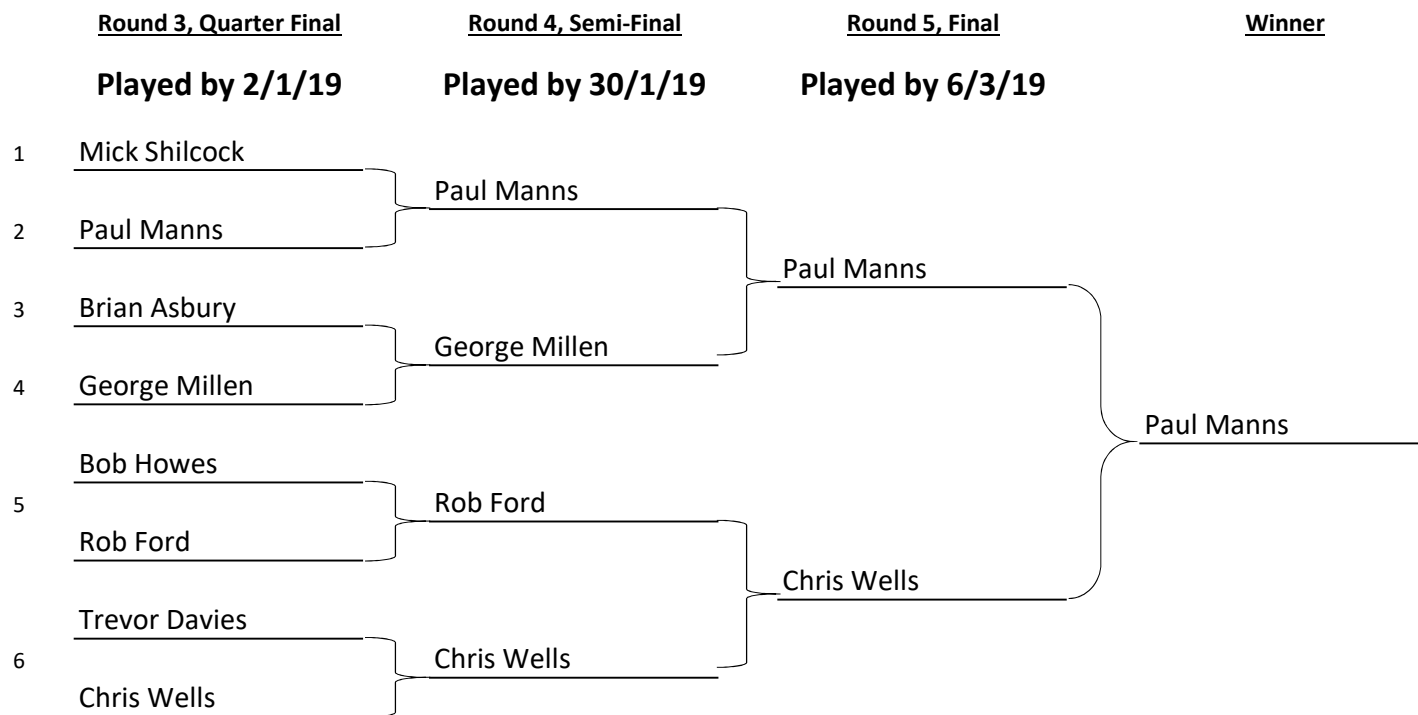 Round 3, Quarter Final Round 4, Semi-Final Round 5, Final Winner
Played by 2/1/19 Played by 30/1/19 Played by 6/3/19
1 Mick Shilcock
Paul Manns
2 Paul Manns
Paul Manns
3 Brian Asbury
George Millen
4 George Millen
Paul Manns
Bob Howes
5 Rob Ford
Rob Ford
Chris Wells
Trevor Davies
6 Chris Wells
Chris Wells